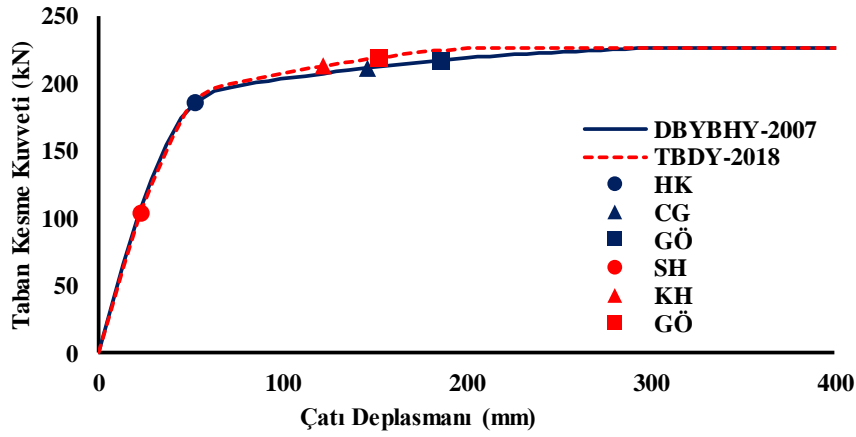 250
200
150
100
50
0
Taban Kesme Kuvveti (kN)
0 100 200 300 400
Çatı Deplasmanı (mm)
DBYBHY-2007
TBDY-2018
HK
CG
GÖ
SH
KH
GÖ